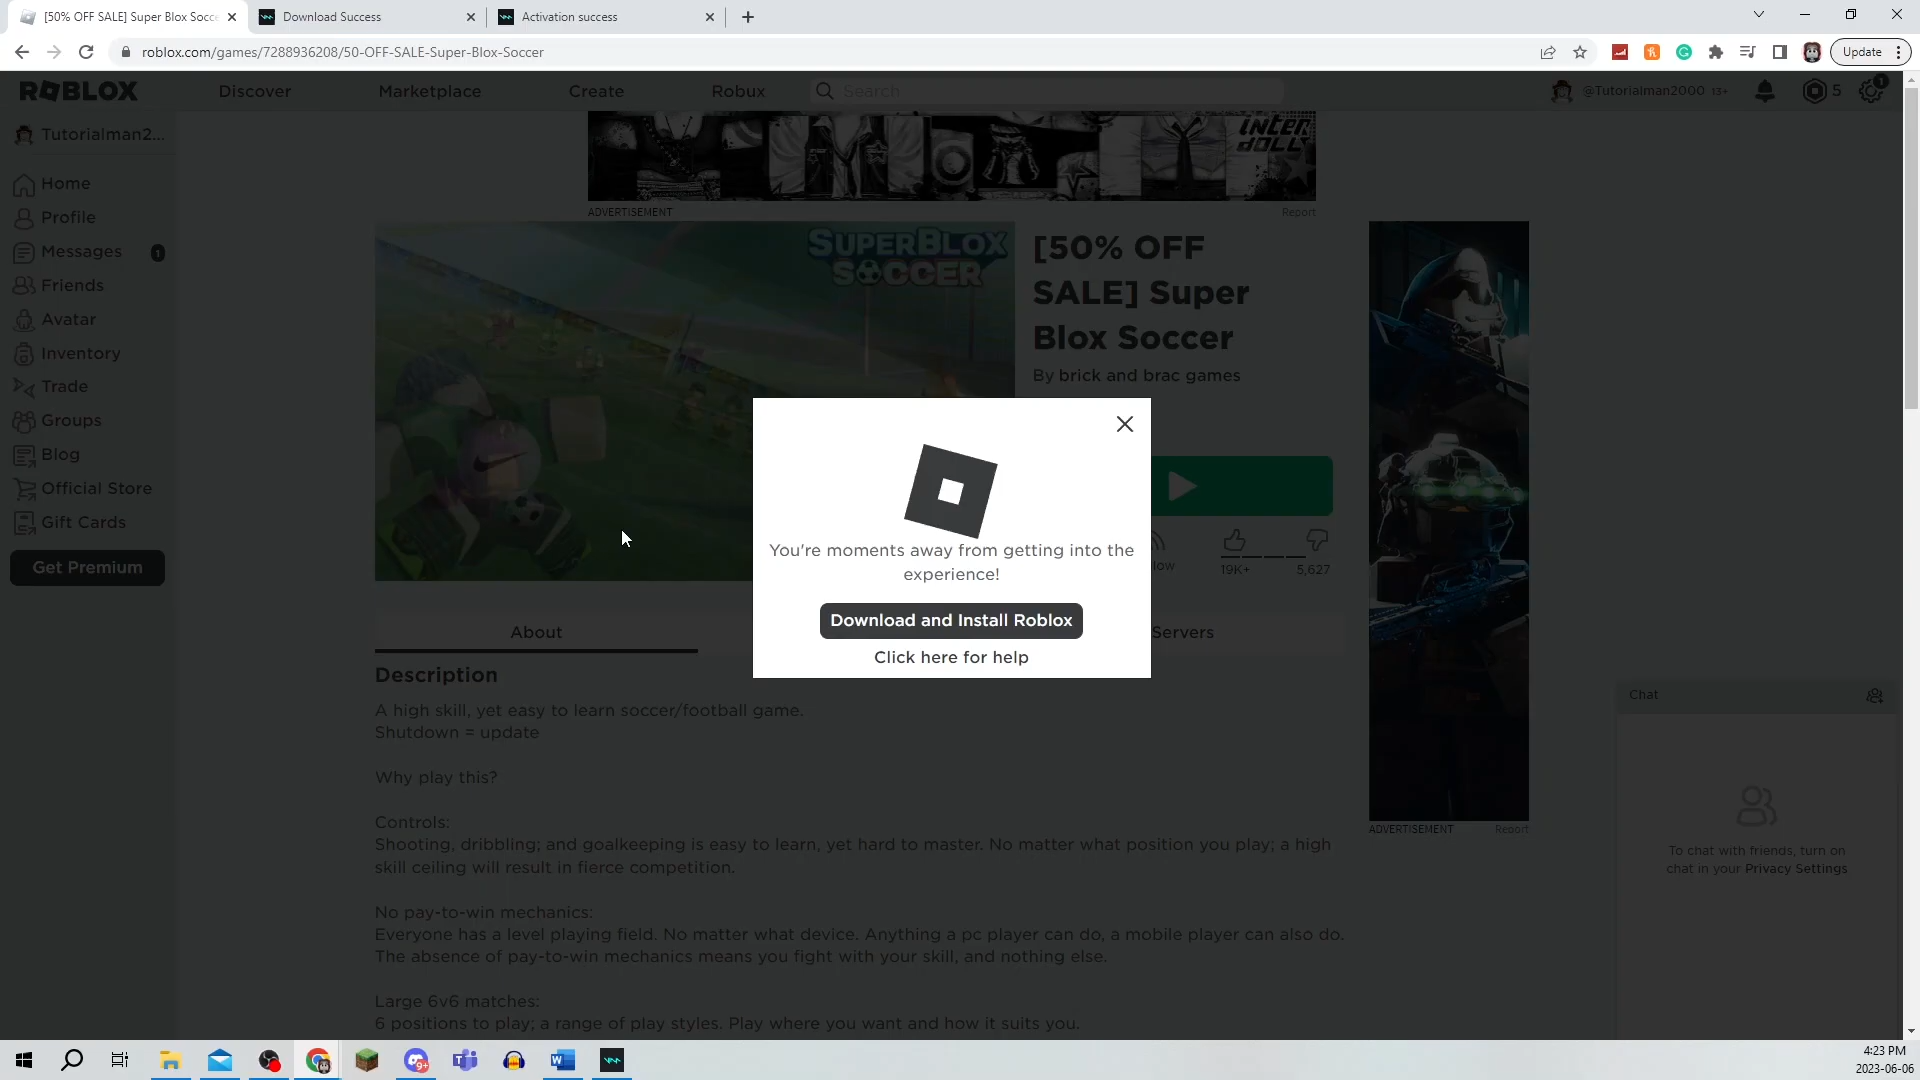 [50% OFF SALE] Super Blox Socce
Download Success
Activation success
roblox.com/games/7288936208/50-OFF-SALE-Super-Blox-Soccer
Update
ROBLOX
Discover
Marketplace
Create
Robux
Search
@Tutorialman2000 13+
5
1
Tutorialman2...
Home
Profile
Messages
1
Friends
Avatar
Inventory
Trade
Groups
Blog
Official Store
Gift Cards
Get Premium
INTER
DOLLY
ADVERTISEMENT
Report
SUPERBLOX
SOCCER
[50% OFF
SALE] Super
Blox Soccer
By brick and brac games
You're moments away from getting into the
experience!
Download and Install Roblox
Click here for help
low
19K+
5,627
About
Servers
Description
A high skill, yet easy to learn soccer/football game.
Shutdown = update
Why play this?
Controls:
Shooting, dribbling; and goalkeeping is easy to learn, yet hard to master. No matter what position you play; a high
skill ceiling will result in fierce competition.
No pay-to-win mechanics:
Everyone has a level playing field. No matter what device. Anything a pc player can do, a mobile player can also do.
The absence of pay-to-win mechanics means you fight with your skill, and nothing else.
Large 6v6 matches:
6 positions to play; a range of play styles. Play where you want and how it suits you.
ADVERTISEMENT
Report
Chat
To chat with friends, turn on
chat in your Privacy Settings
9+
4:23 PM
2023-06-06